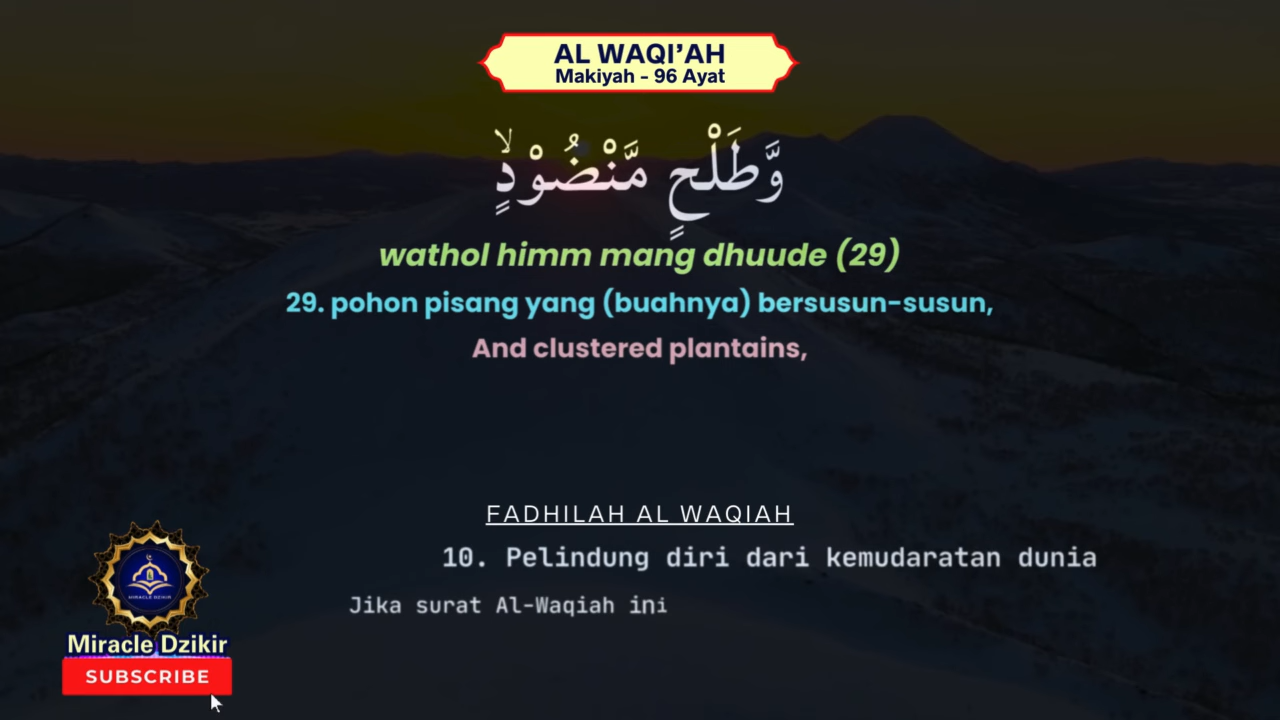 AL WAQI’AH
Makiyah - 96 Ayat
وَّطَلْحٍ مَّنْضُوْدٍۙ
wathol himm mang dhuude (29)
29. pohon pisang yang (buahnya) bersusun-susun,
And clustered plantains,
FADHILAH AL WAQIAH
10. Pelindung diri dari kemudaratan dunia
Jika surat Al-Waqiah ini
MIRACLE DZIKIR
Miracle Dzikir
SUBSCRIBE